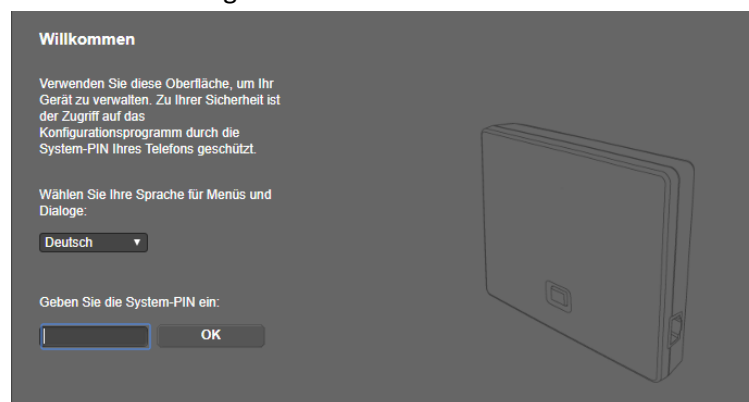 Willkommen
Verwenden Sie diese Oberfläche, um Ihr
Gerät zu verwalten. Zu Ihrer Sicherheit ist
der Zugriff auf das
Konfigurationsprogramm durch die
System-PIN Ihres Telefons geschützt.
Wählen Sie Ihre Sprache für Menüs und
Dialoge:
Deutsch
Geben Sie die System-PIN ein:
OK